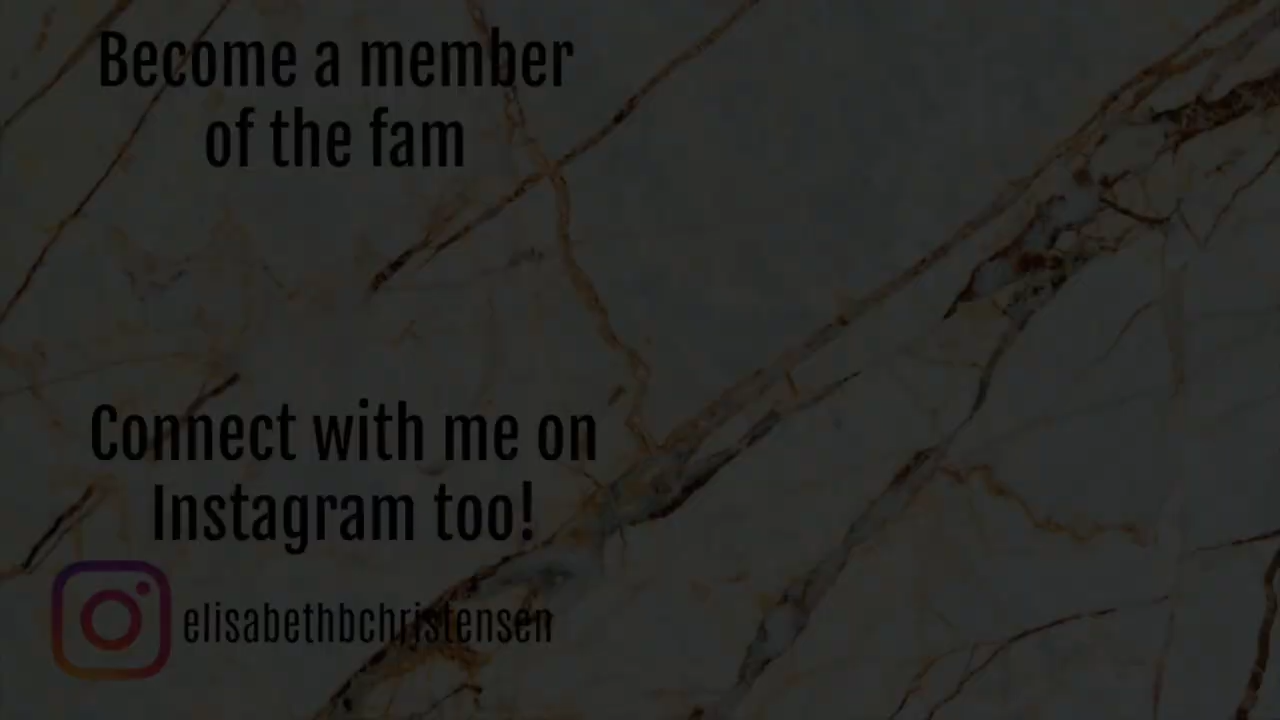 Become a member
of the fam
Connect with me on
Instagram too!
elisabethbchristensen